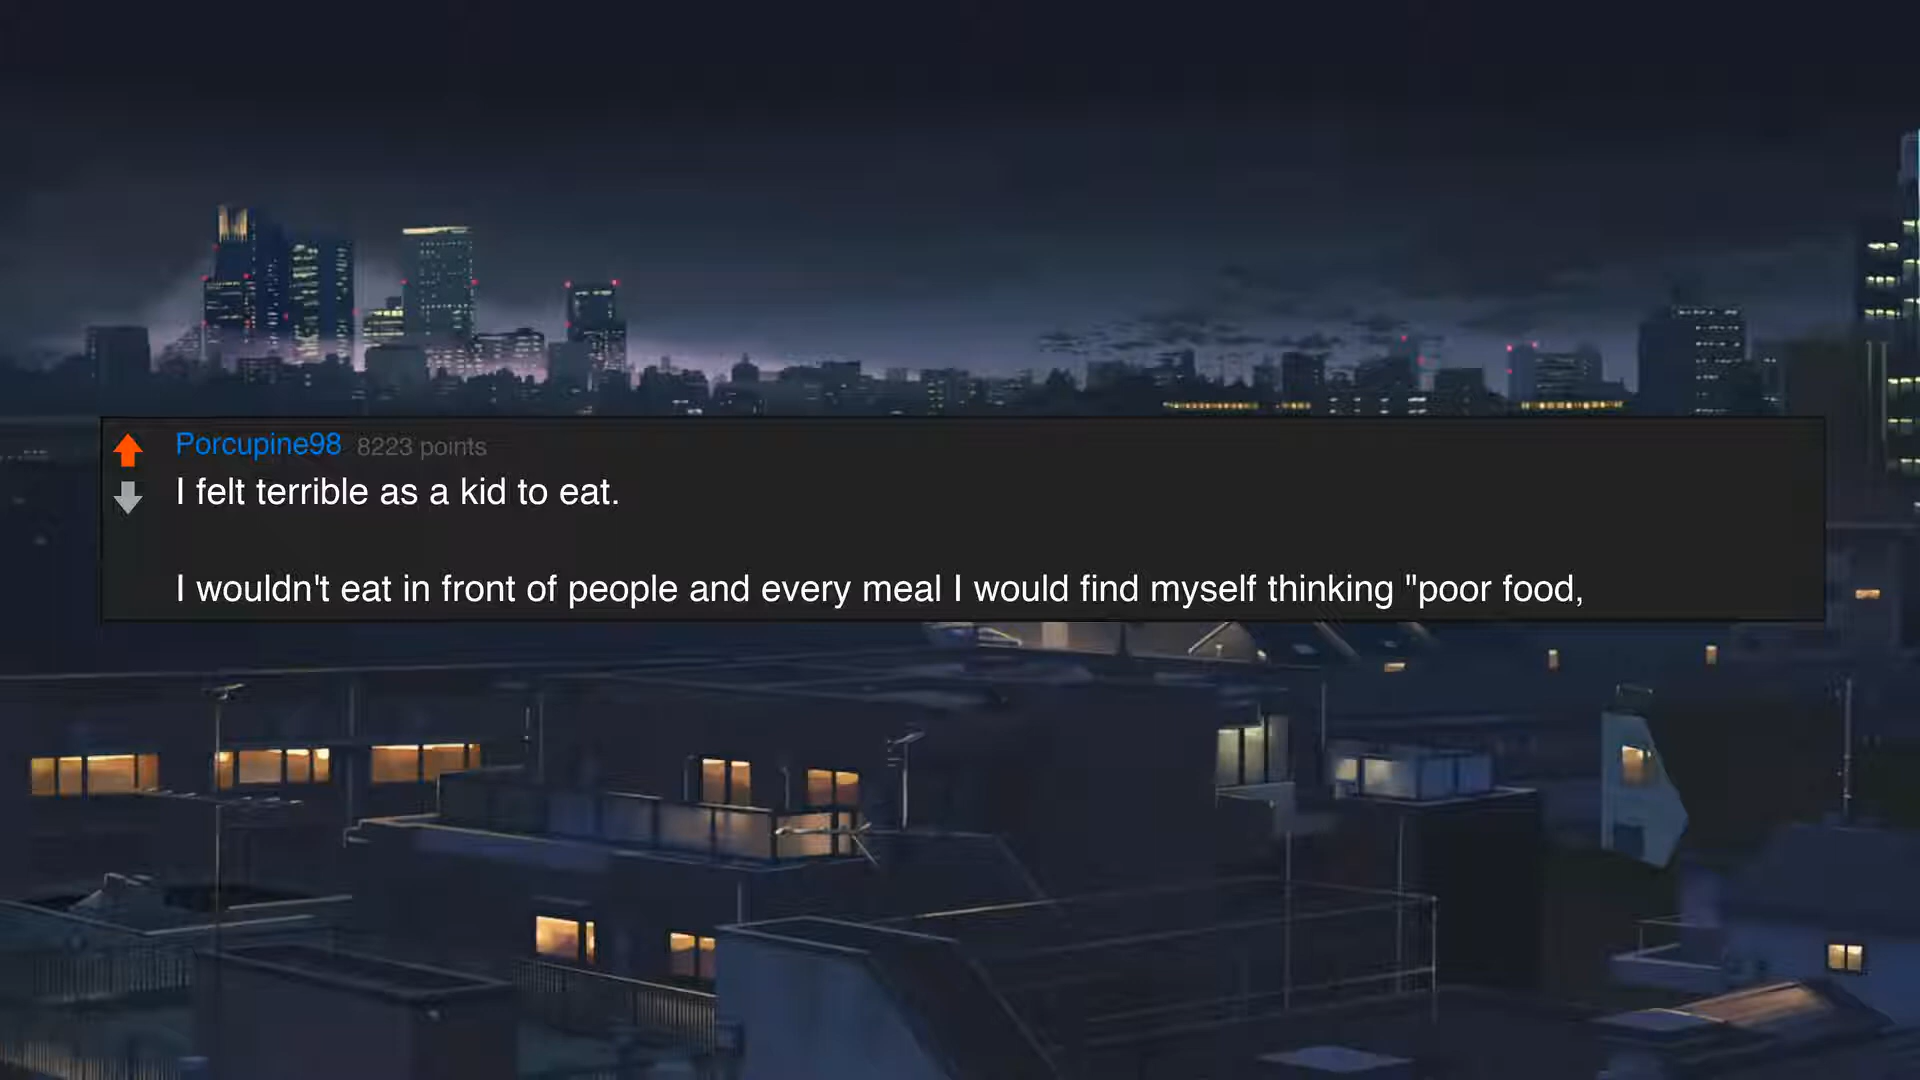 Porcupine98 8223 points
I felt terrible as a kid to eat.
I wouldn't eat in front of people and every meal I would find myself thinking "poor food,